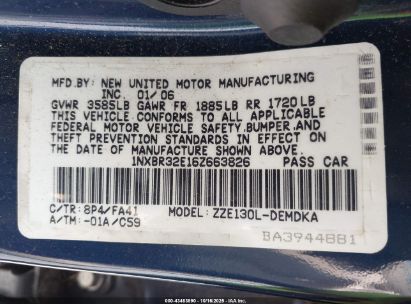 MFD.BY: NEW UNITED MOTOR MANUFACTURING
INC. 01/06
GVWR 3585LB GAWR FR 1885LB RR 1720LB
THIS VEHICLE CONFORMS TO ALL APPLICABLE
FEDERAL MOTOR VEHICLE SAFETY, BUMPER, AND
THEFT PREVENTION STANDARDS IN EFFECT ON
THE DATE OF MANUFACTURE SHOWN ABOVE.
1NXBR32E16Z663826 PASS CAR
C/TR: 8P4/FA41 MODEL: ZZE130L-DEMDKA
A/TM: -01A/C59
BA3944881